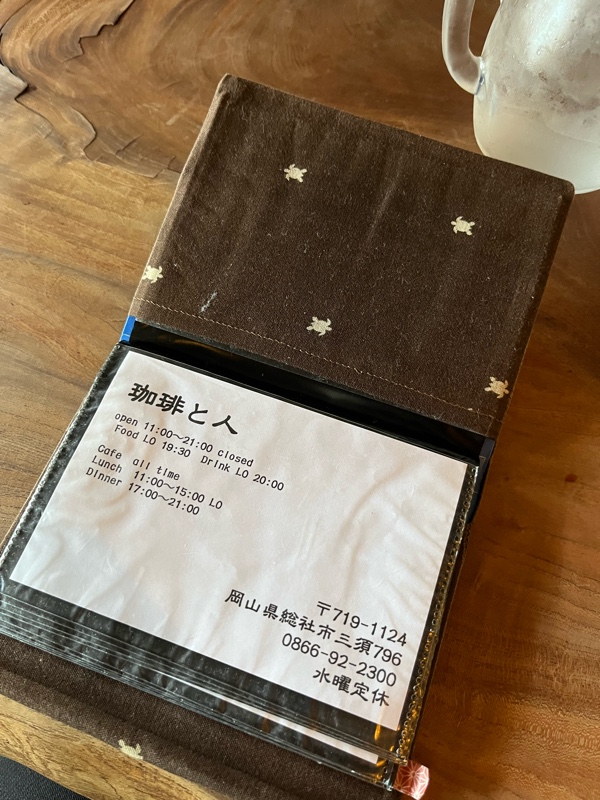 珈琲と人
open 11:00〜21:00 closed
Food LO 19:30 Drink LO 20:00
Cafe all time
Lunch 11:00〜15:00 LO
Dinner 17:00〜21:00
〒719-1124
岡山県総社市三須796
0866-92-2300
水曜定休